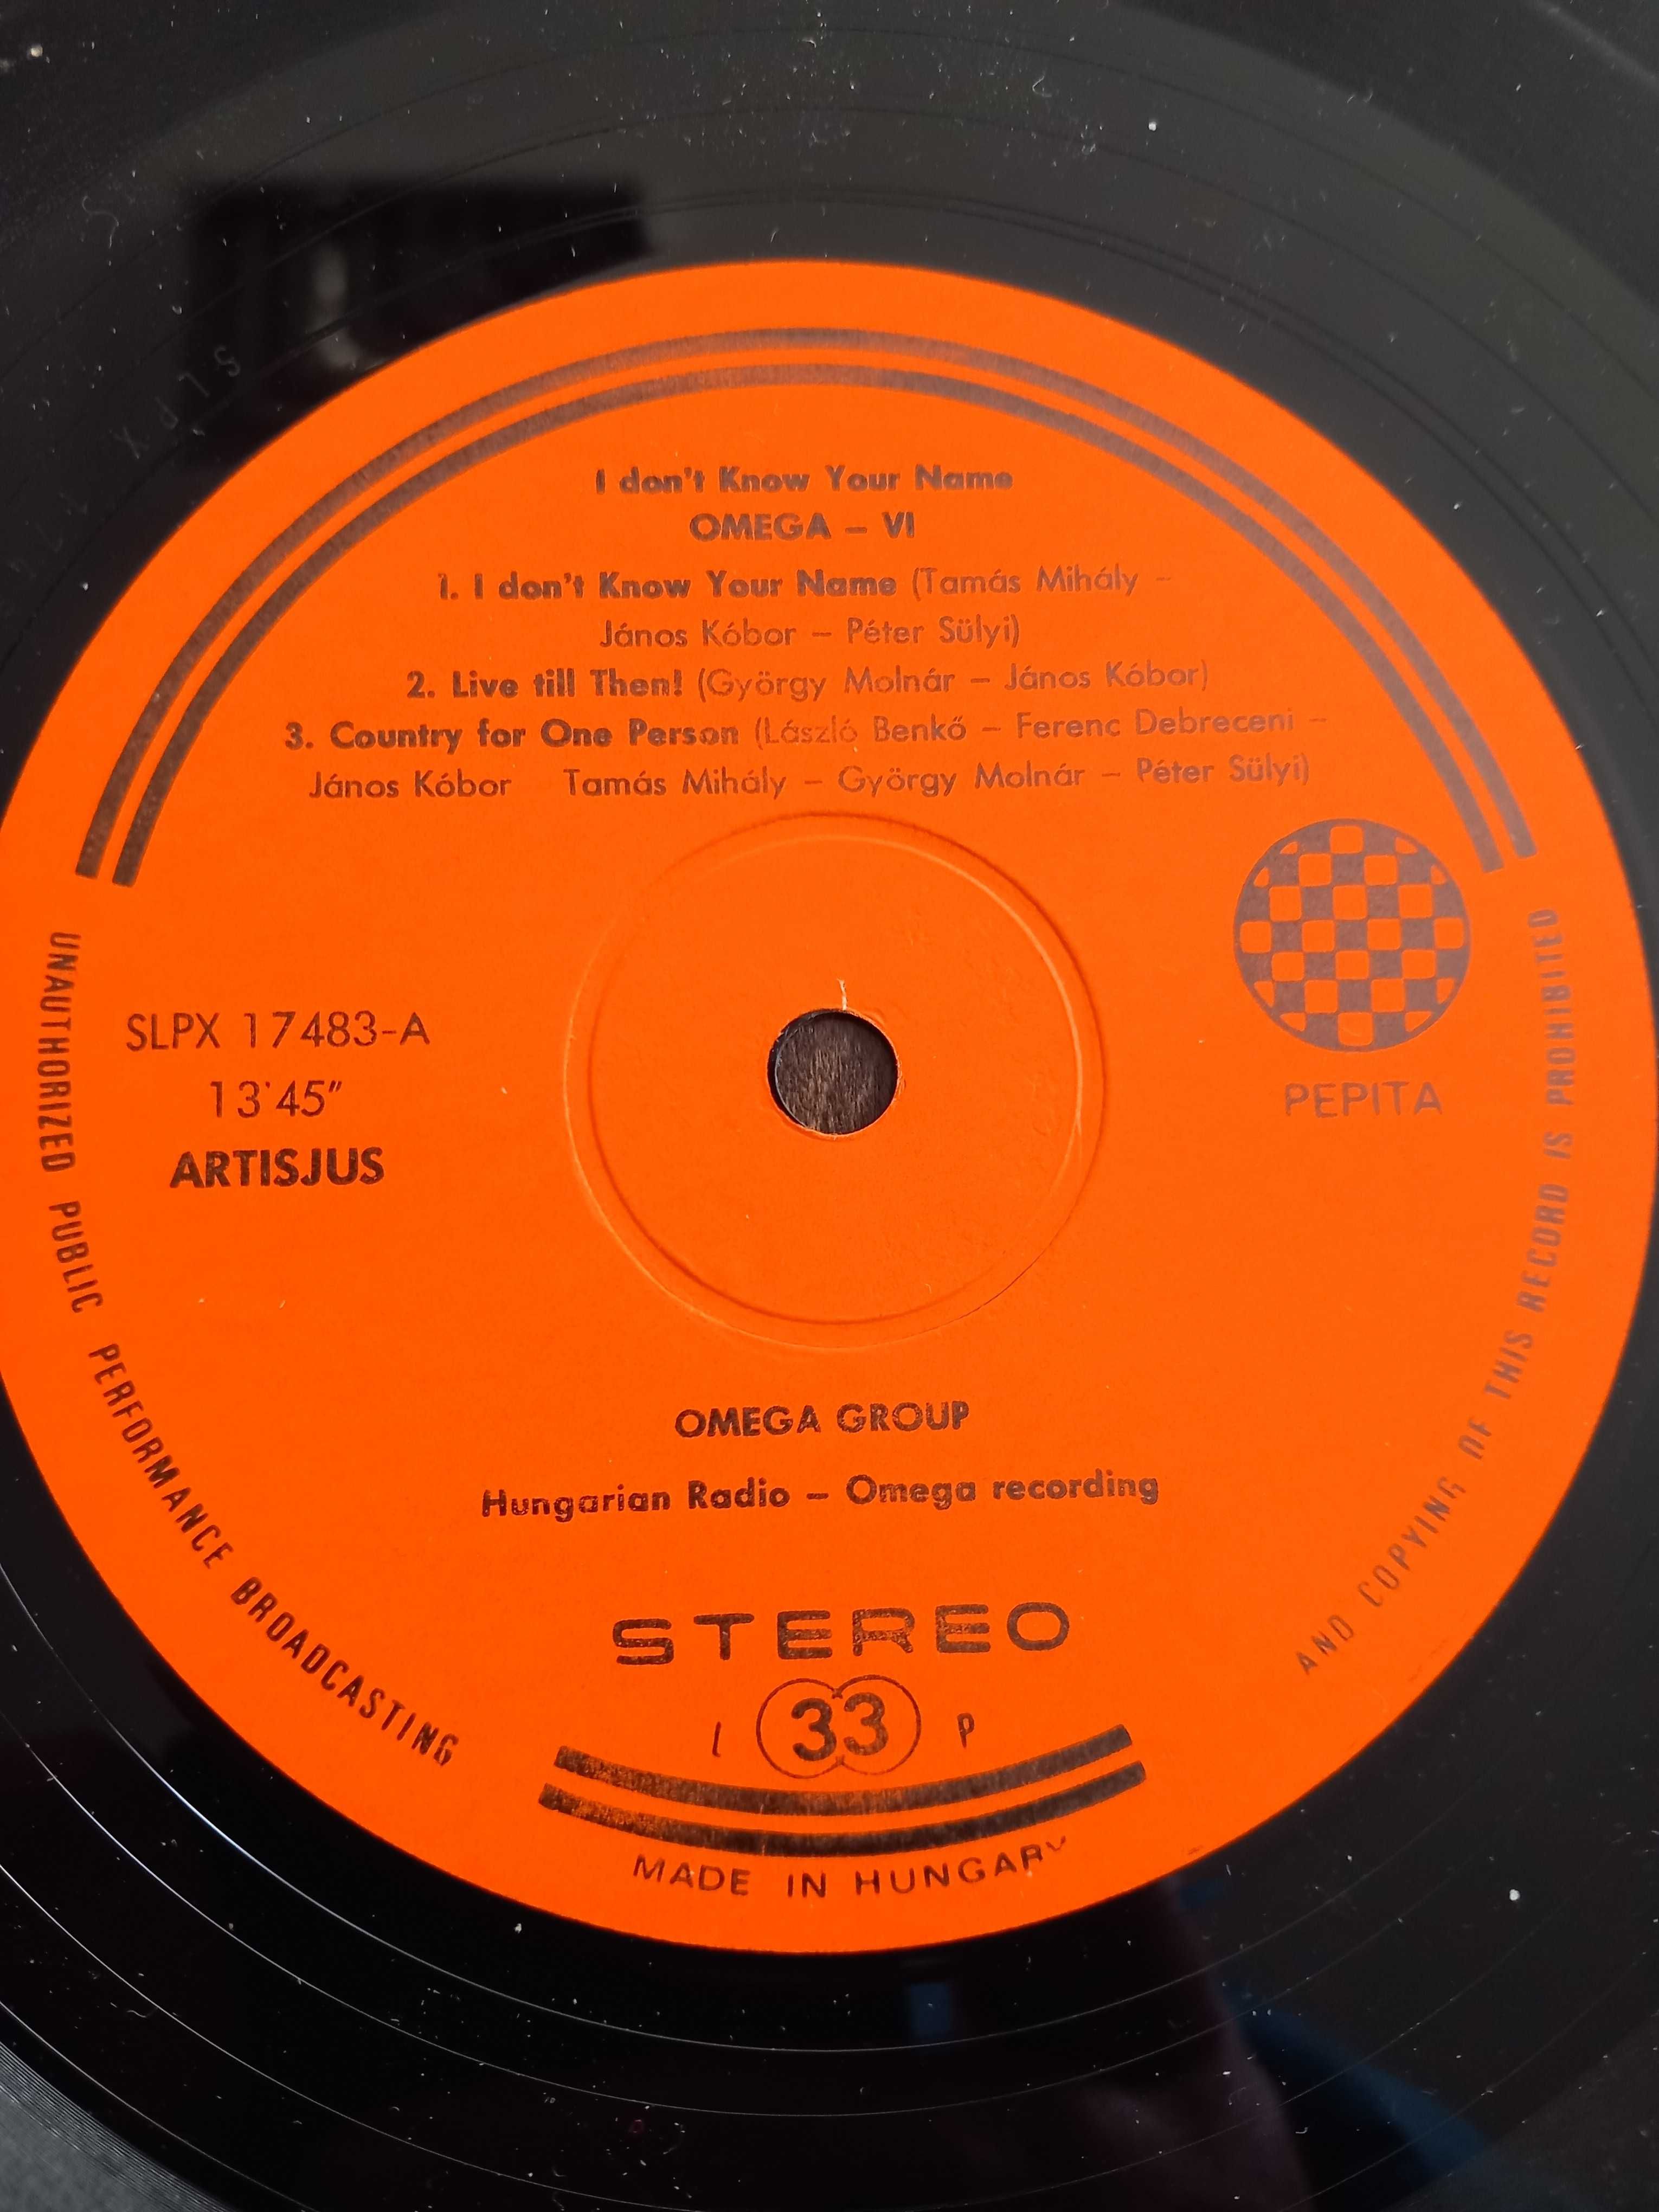 I don't Know Your Name
OMEGA – VI
1. I don't Know Your Name (Tamás Mihály –
János Kóbor – Péter Sülyi)
2. Live till Then! (György Molnár – János Kóbor)
3. Country for One Person (László Benkő – Ferenc Debreceni –
János Kóbor   Tamás Mihály – György Molnár – Péter Sülyi)
SLPX 17483-A
13'45"
ARTISJUS
PEPITA
OMEGA GROUP
Hungarian Radio – Omega recording
STEREO
L 33 P
MADE IN HUNGARY
UNAUTHORIZED PUBLIC PERFORMANCE BROADCASTING
AND COPYING OF THIS RECORD IS PROHIBITED
SLPX